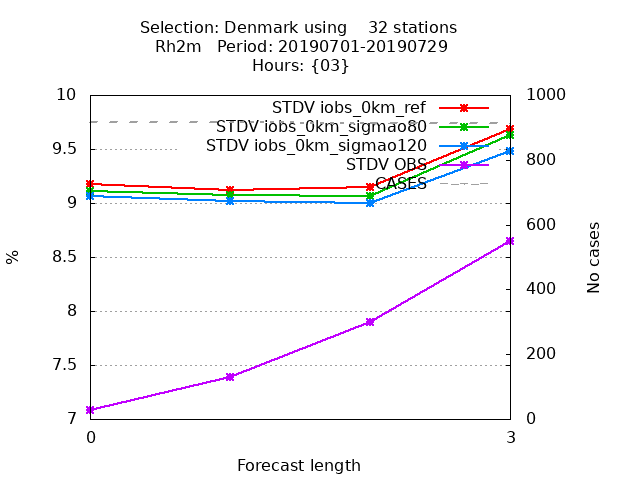 Selection: Denmark using    32 stations
Rh2m   Period: 20190701-20190729
Hours: {03}
10
9.5
9
8.5
8
7.5
7
%
STDV iobs_0km_ref
STDV iobs_0km_sigmao80
STDV iobs_0km_sigmao120
STDV OBS
CASES
1000
800
600
400
200
0
No cases
0
3
Forecast length